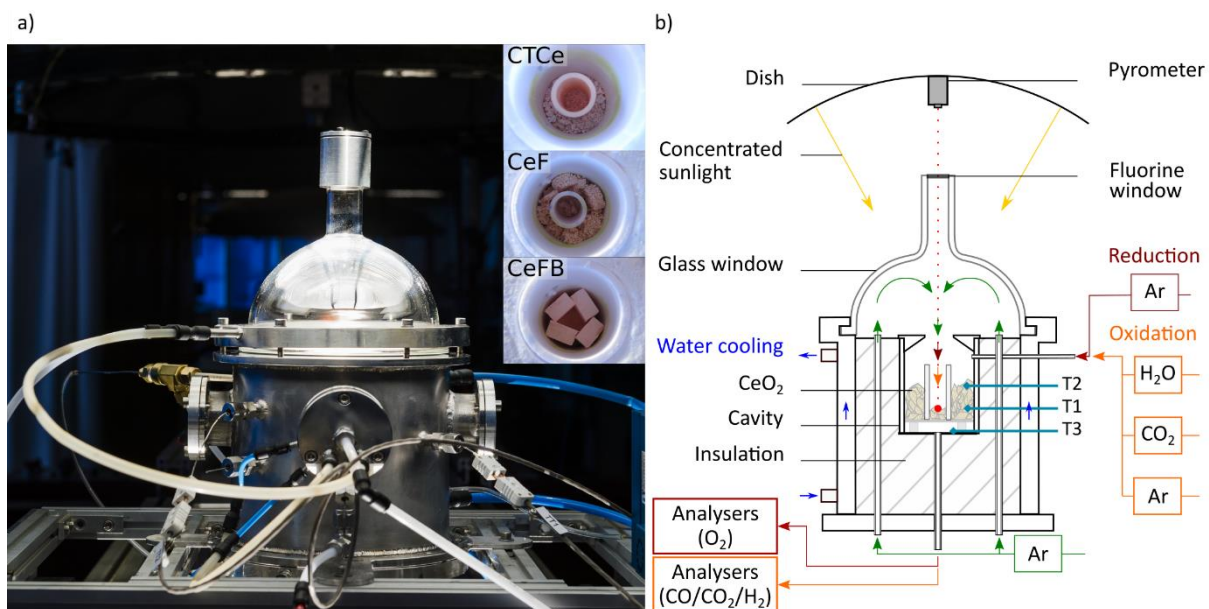 a)
CTCe
CeF
CeFB
b)
Dish
Pyrometer
Concentrated
sunlight
Fluorine
window
Glass window
Reduction
Ar
Oxidation
Water cooling
H₂O
CeO₂
T2
Cavity
T1
CO₂
T3
Insulation
Ar
Analysers
(O₂)
Ar
Analysers
(CO/CO₂/H₂)